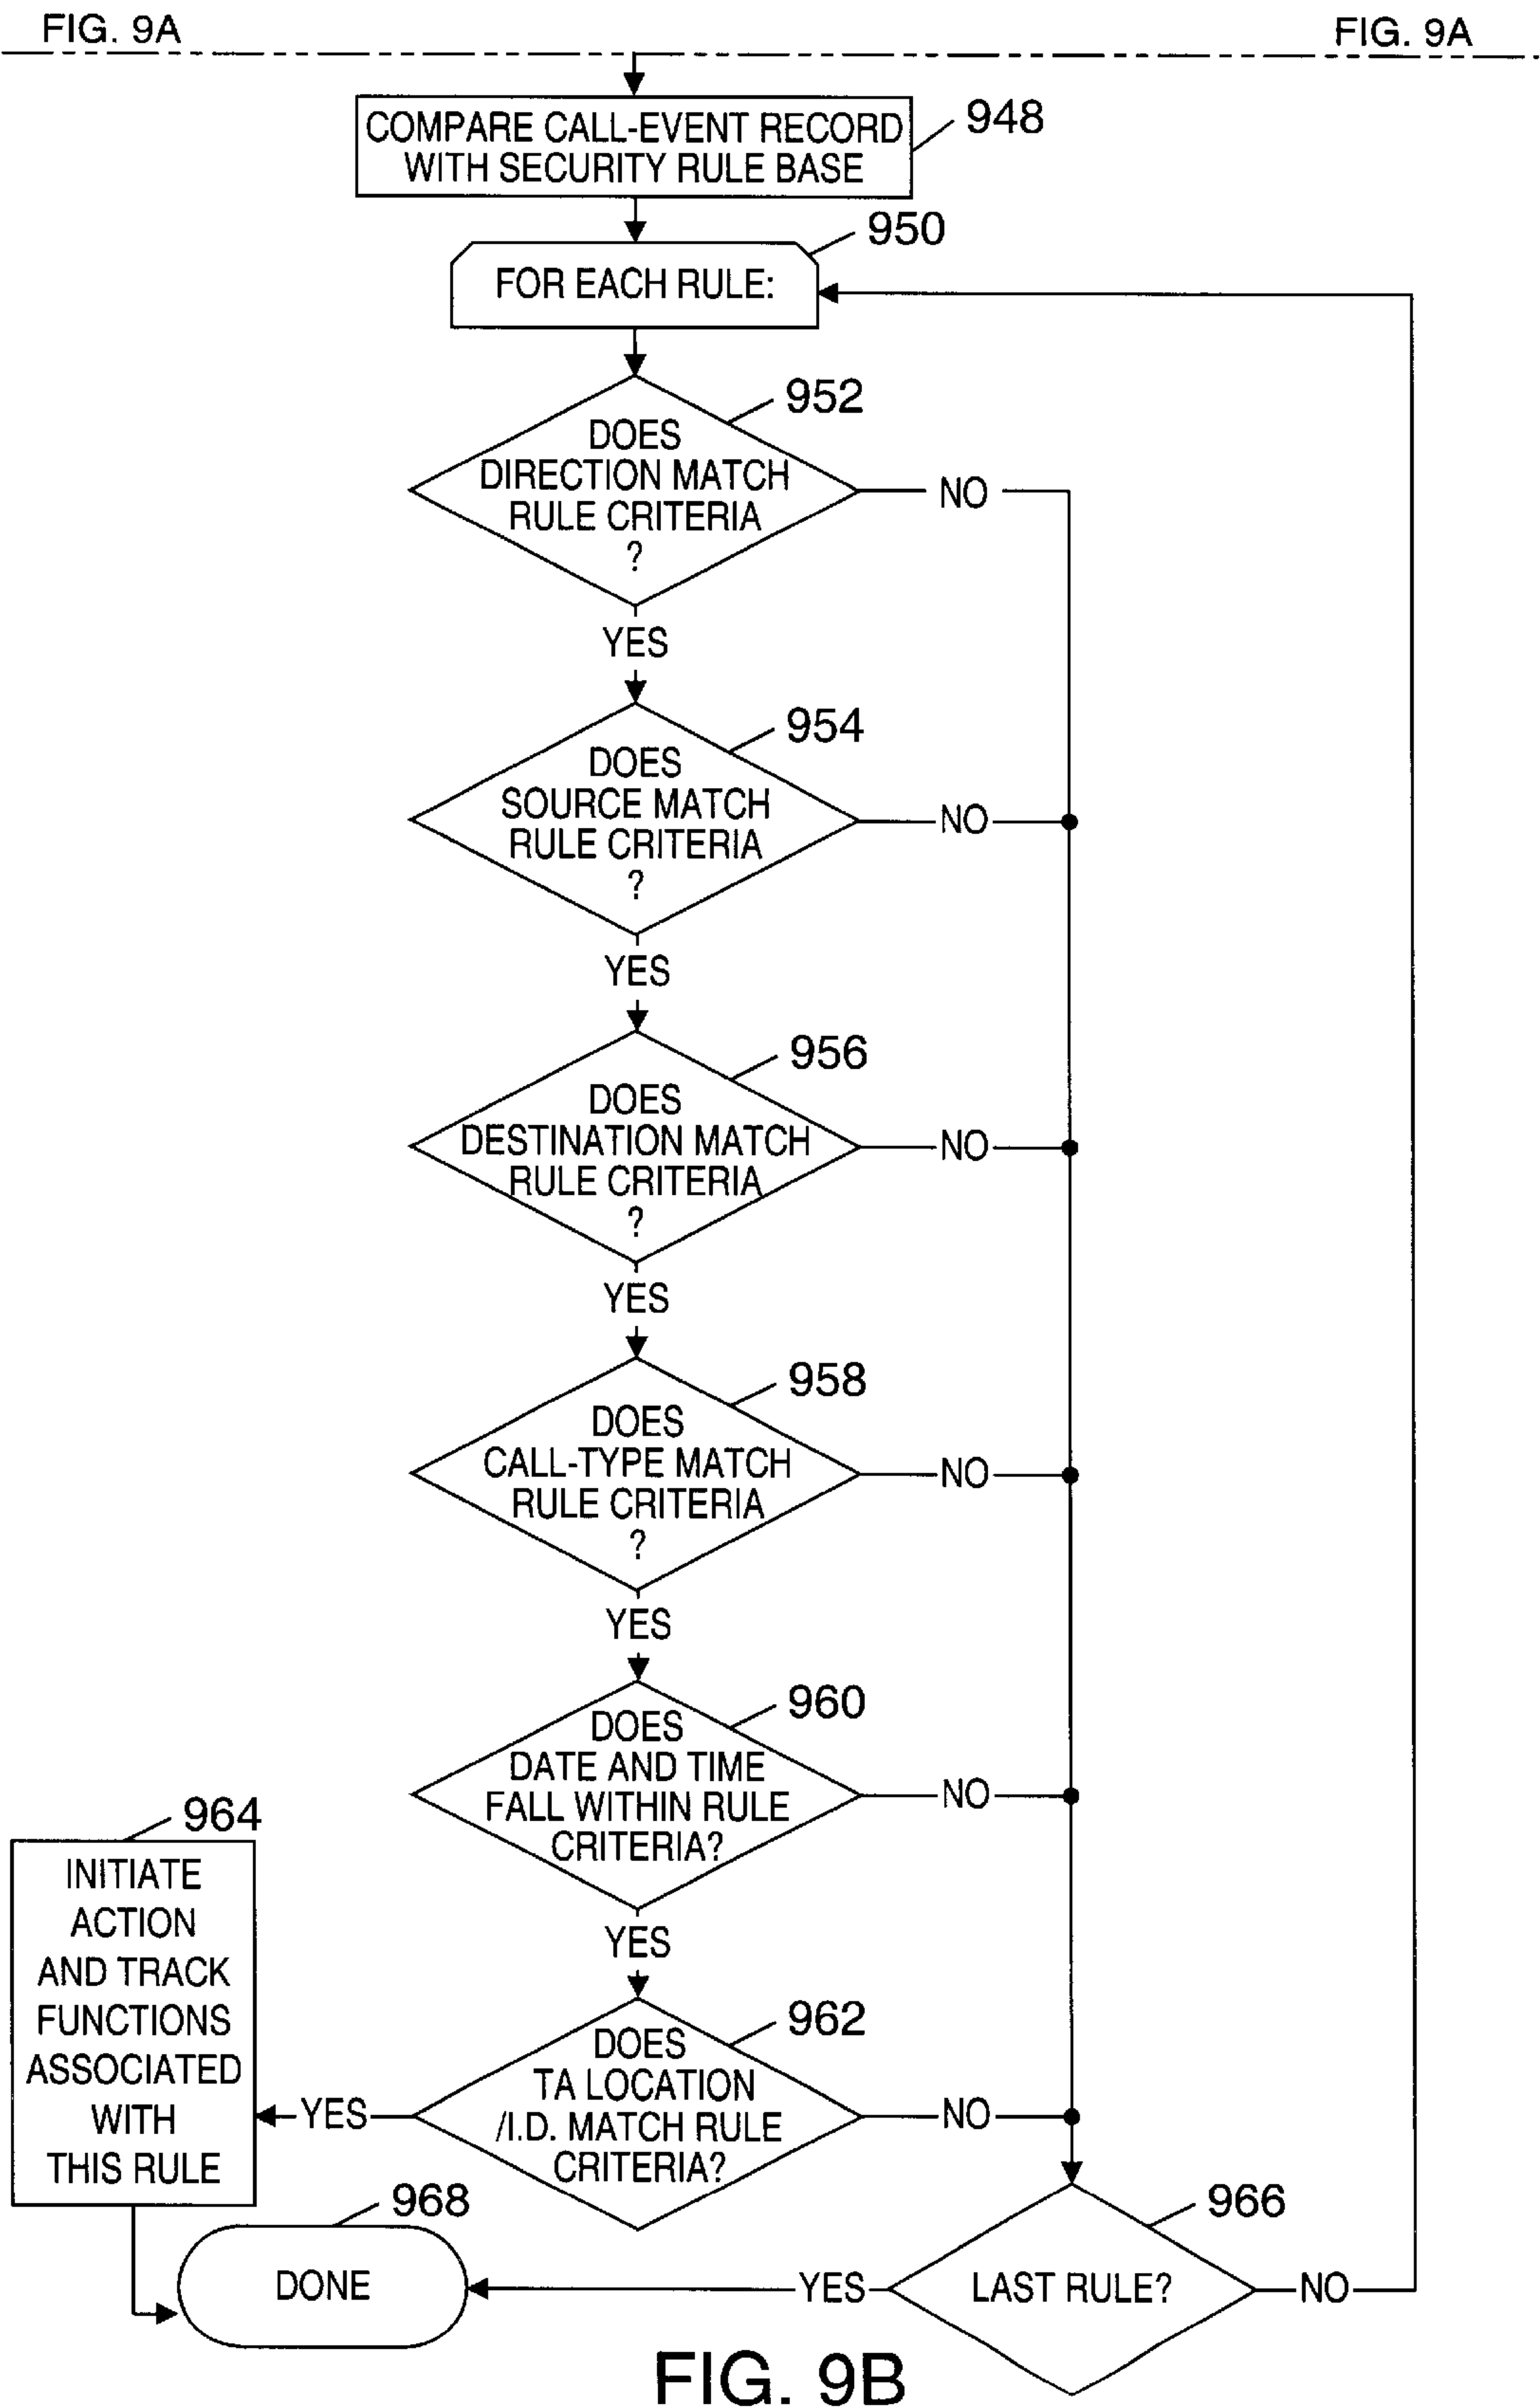 FIG. 9A
FIG. 9A
COMPARE CALL-EVENT RECORD
WITH SECURITY RULE BASE
948
950
FOR EACH RULE:
952
DOES
DIRECTION MATCH
RULE CRITERIA
?
NO
YES
954
DOES
SOURCE MATCH
RULE CRITERIA
?
NO
YES
956
DOES
DESTINATION MATCH
RULE CRITERIA
?
NO
YES
958
DOES
CALL-TYPE MATCH
RULE CRITERIA
?
NO
YES
960
DOES
DATE AND TIME
FALL WITHIN RULE
CRITERIA?
NO
YES
962
DOES
TA LOCATION
/I.D. MATCH RULE
CRITERIA?
NO
YES
964
INITIATE
ACTION
AND TRACK
FUNCTIONS
ASSOCIATED
WITH
THIS RULE
966
LAST RULE?
NO
YES
968
DONE
FIG. 9B